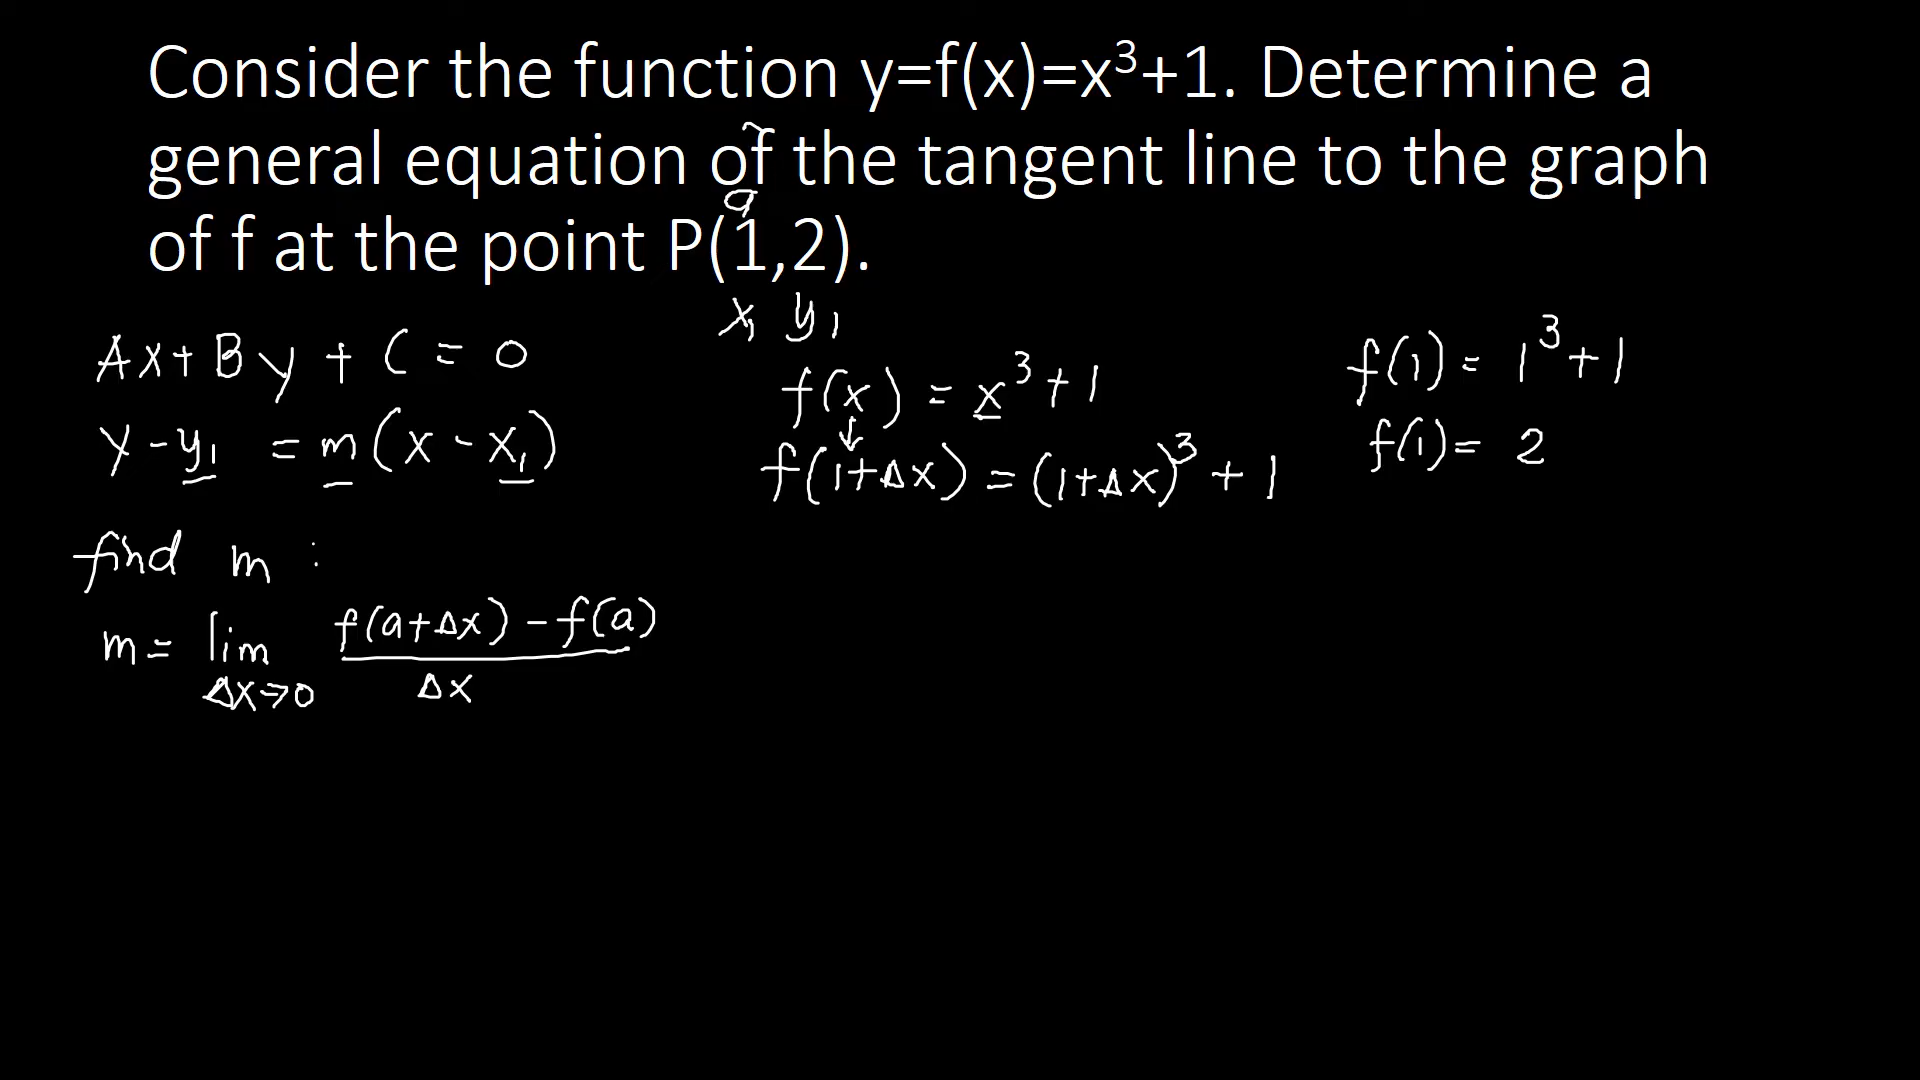 Consider the function y=f(x)=x³+1. Determine a
general equation of the tangent line to the graph
a
of f at the point P(1,2).
x₁ y₁
Ax+By+C=0
y-y₁ = m(x-x₁)
find m :
m= lim Δx→0 f(a+Δx)-f(a) / Δx
f(x) = x³+1
f(1+Δx) = (1+Δx)³+1
f(1)= 1³+1
f(1)= 2